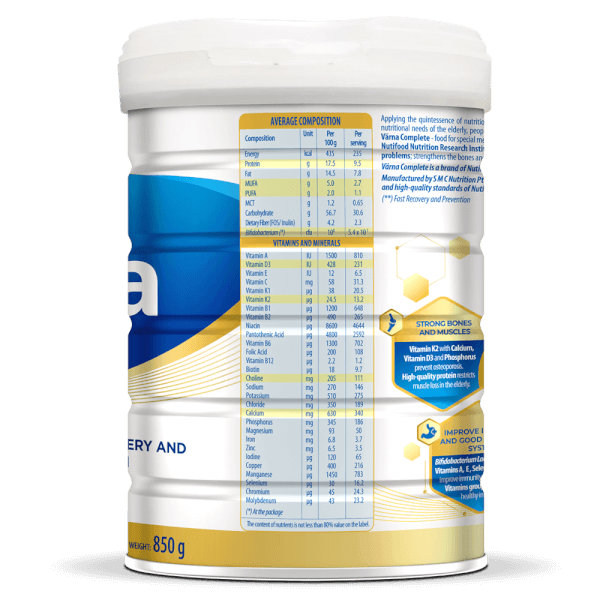 a
ERY AND
WEIGHT: 850 g
AVERAGE COMPOSITION
Composition Unit Per 100 g Per serving
Energy kcal 435 235
Protein g 17.5 9.5
Fat g 14.5 7.8
MUFA g 5.0 2.7
PUFA g 2.0 1.1
MCT g 1.2 0.65
Carbohydrate g 56.7 30.6
Dietary Fiber (FOS/ Inulin) g 4.2 2.3
Bifidobacterium (*) cfu
VITAMINS AND MINERALS
Vitamin A IU 1500 810
Vitamin D3 IU 428 231
Vitamin E IU 12 6.5
Vitamin C mg 58 31.3
Vitamin K1 µg 38 20.5
Vitamin K2 µg 24.5 13.2
Vitamin B1 µg 1200 648
Vitamin B2 µg 490 265
Niacin µg 8600 4644
Pantothenic Acid µg 4800 2592
Vitamin B6 µg 1300 702
Folic Acid µg 200 108
Vitamin B12 µg 2.2 1.2
Biotin µg 18 9.7
Choline mg 205 111
Sodium mg 270 146
Potassium mg 510 275
Chloride mg 350 189
Calcium mg 630 340
Phosphorus mg 345 186
Magnesium mg 93 50
Iron mg 6.8 3.7
Zinc mg 6.5 3.5
Iodine µg 120 65
Copper µg 400 216
Manganese µg 1450 783
Selenium µg 30 16.2
Chromium µg 45 24.3
Molybdenum µg 43 23.2
(*) At the package
The content of nutrients is not less than 80% value on the label.
Applying the quintessence of nutritio
nutritional needs of the elderly, peop
Värna Complete - food for special me
Nutifood Nutrition Research Instit
problems; strengthens the bones an
Värna Complete is a brand of Nuti
Manufactured by S M C Nutrition Pt
and high-quality standards of Nuti
(**) Fast Recovery and Prevention
STRONG BONES
AND MUSCLES
Vitamin K2 with Calcium,
Vitamin D3 and Phosphorus
prevent osteoporosis.
High-quality protein restricts
muscle loss in the elderly.
IMPROVE
AND GOOD
SYST
Bifidobacterium
Vitamins A, E, Sele
Improve immuni
Vitamins grou
healthy in